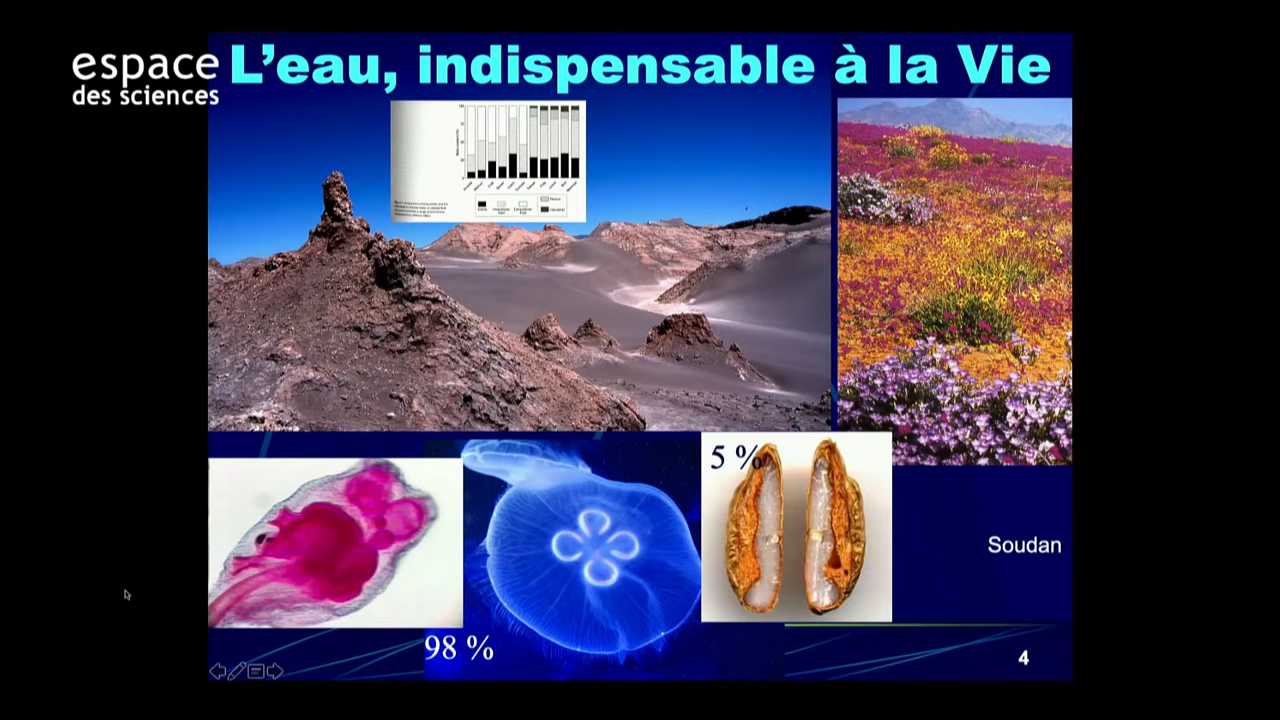 espace
des sciences
L'eau, indispensable à la Vie
5 %
Soudan
98 %
4